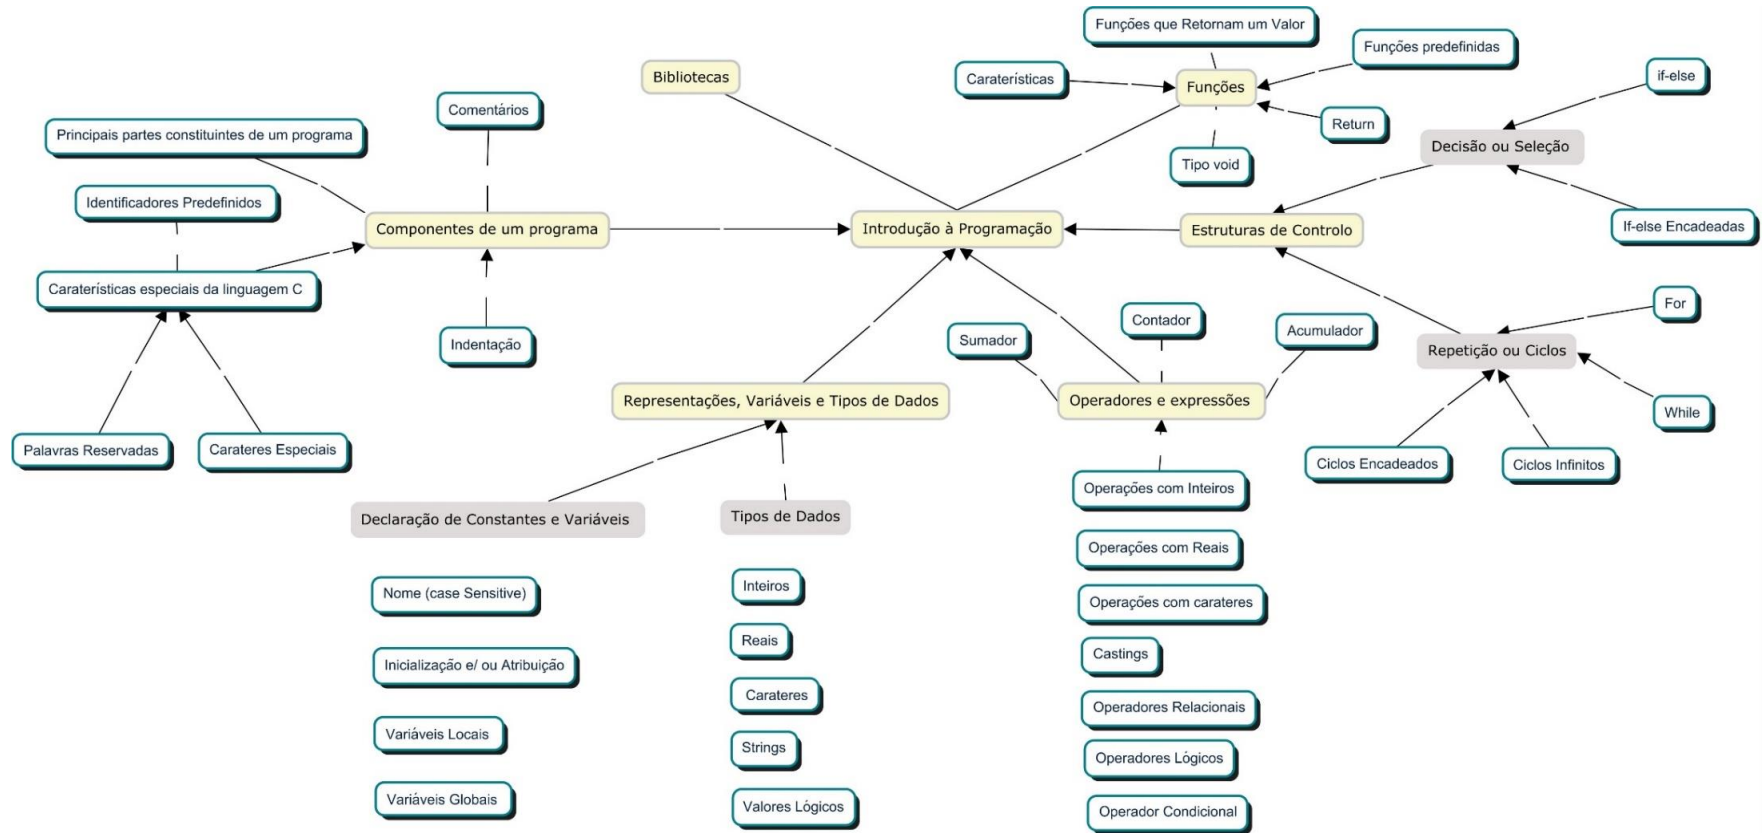 Funções que Retornam um Valor
Funções predefinidas
Bibliotecas
Caraterísticas
Funções
if-else
Comentários
Return
Principais partes constituintes de um programa
Decisão ou Seleção
Tipo void
Identificadores Predefinidos
Componentes de um programa
Introdução à Programação
Estruturas de Controlo
If-else Encadeadas
Caraterísticas especiais da linguagem C
For
Contador
Acumulador
Sumador
Indentação
Repetição ou Ciclos
Representações, Variáveis e Tipos de Dados
Operadores e expressões
While
Palavras Reservadas
Carateres Especiais
Ciclos Encadeados
Ciclos Infinitos
Operações com Inteiros
Declaração de Constantes e Variáveis
Tipos de Dados
Operações com Reais
Nome (case Sensitive)
Inteiros
Operações com carateres
Reais
Castings
Inicialização e/ ou Atribuição
Carateres
Operadores Relacionais
Variáveis Locais
Strings
Operadores Lógicos
Variáveis Globais
Valores Lógicos
Operador Condicional